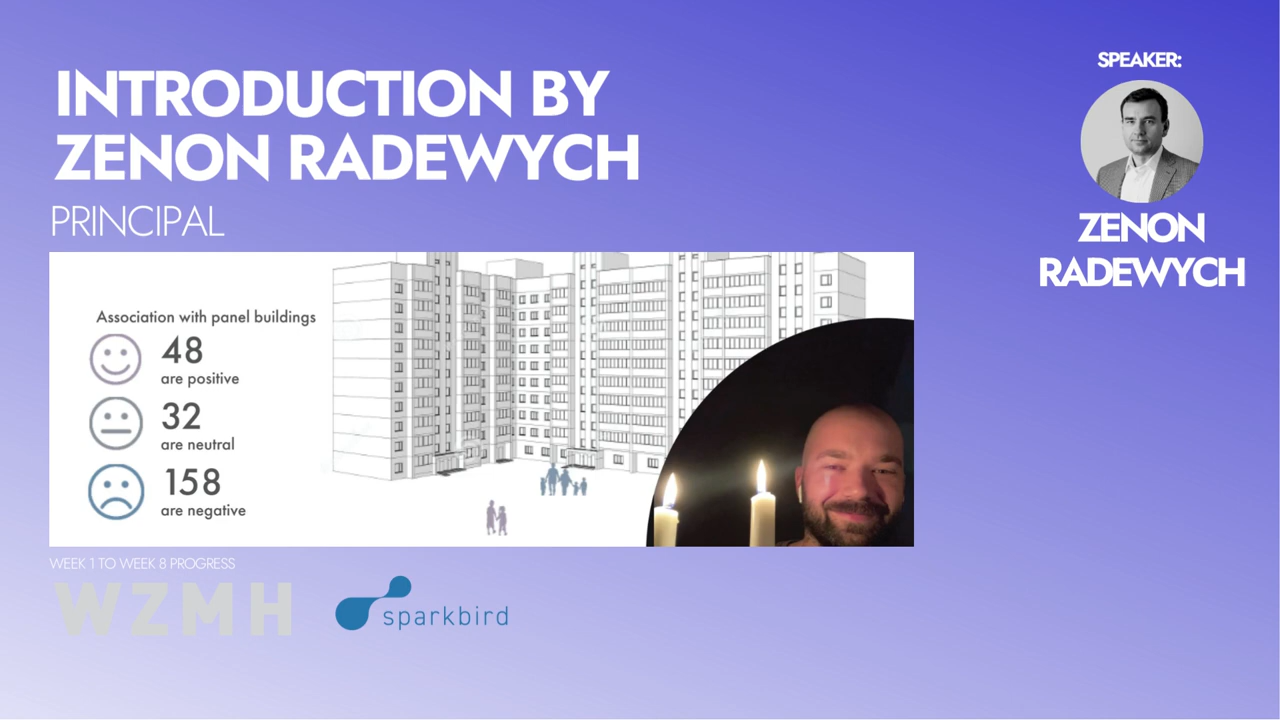 INTRODUCTION BY
ZENON RADEWYCH
PRINCIPAL
SPEAKER:
ZENON
RADEWYCH
Association with panel buildings
48
are positive
32
are neutral
158
are negative
WEEK 1 TO WEEK 8 PROGRESS
WZMH
sparkbird